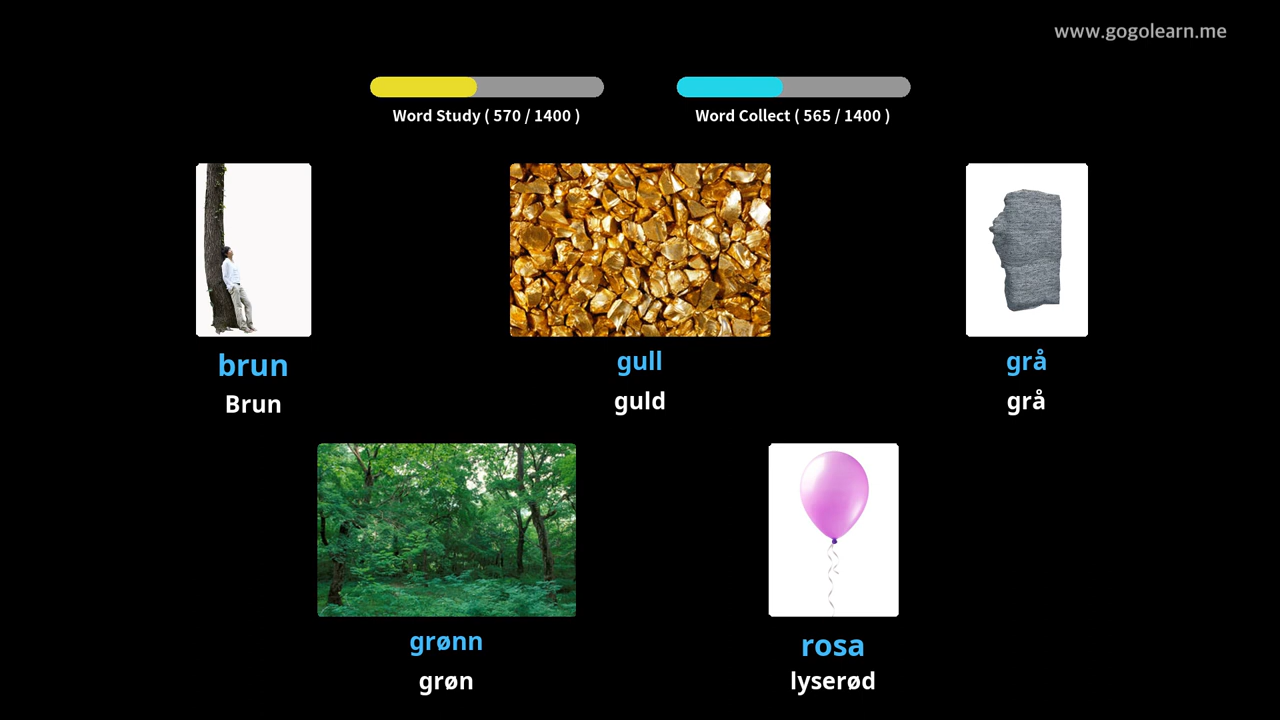 www.gogolearn.me
Word Study ( 570 / 1400 )
Word Collect ( 565 / 1400 )
brun
Brun
gull
guld
grå
grå
grønn
grøn
rosa
lyserød